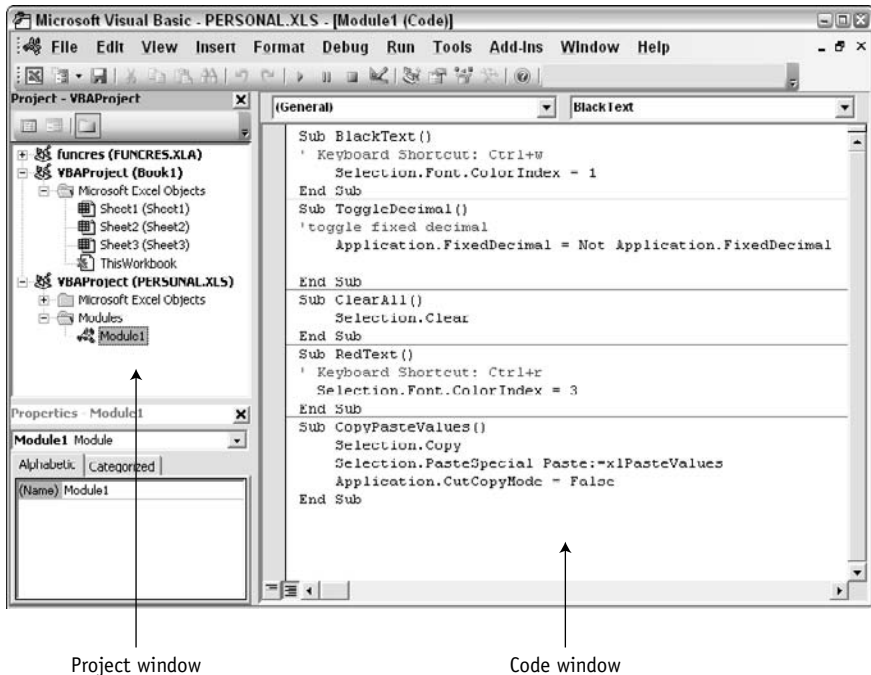 Microsoft Visual Basic - PERSONAL.XLS - [Module1 (Code)]
File Edit View Insert Format Debug Run Tools Add-Ins Window Help
Project - VBAProject
funcres (FUNCRES.XLA)
VBAProject (Book1)
Microsoft Excel Objects
Sheet1 (Sheet1)
Sheet2 (Sheet2)
Sheet3 (Sheet3)
ThisWorkbook
VBAProject (PERSONAL.XLS)
Microsoft Excel Objects
Modules
Module1
Properties - Module1
Module1 Module
Alphabetic Categorized
(Name) Module1
(General) BlackText
Sub BlackText()
' Keyboard Shortcut: Ctrl+w
Selection.Font.ColorIndex = 1
End Sub
Sub ToggleDecimal()
'toggle fixed decimal
Application.FixedDecimal = Not Application.FixedDecimal
End Sub
Sub ClearAll()
Selection.Clear
End Sub
Sub RedText()
' Keyboard Shortcut: Ctrl+r
Selection.Font.ColorIndex = 3
End Sub
Sub CopyPasteValues()
Selection.Copy
Selection.PasteSpecial Paste:=xlPasteValues
Application.CutCopyMode = False
End Sub
Project window
Code window